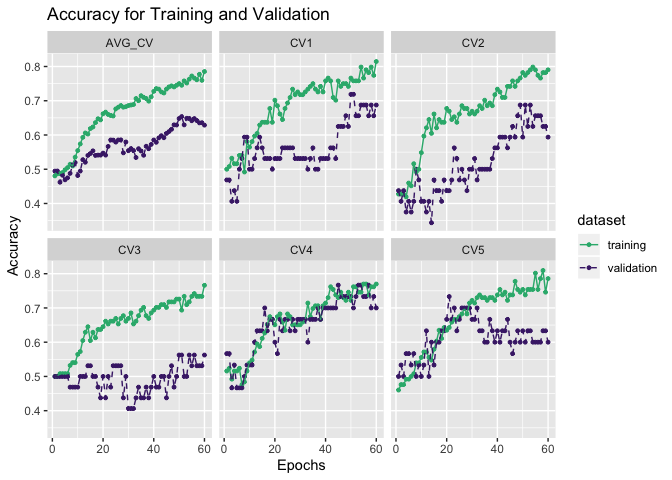 Accuracy for Training and Validation
AVG_CV CV1 CV2
0.8
0.7
0.6
0.5
0.4
CV3 CV4 CV5
0.8
0.7
0.6
0.5
0.4
0 20 40 60 0 20 40 60 0 20 40 60
Accuracy
Epochs
dataset
training
validation